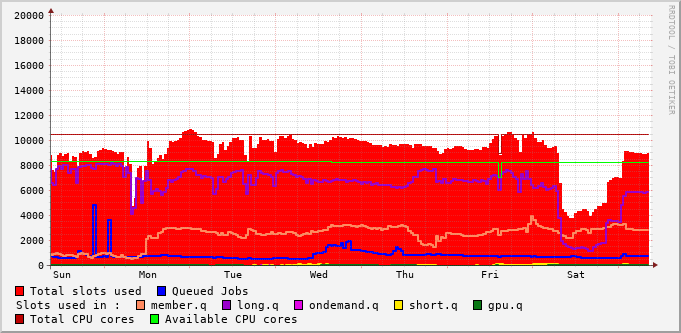 20000
18000
16000
14000
12000
10000
8000
6000
4000
2000
0
Sun Mon Tue Wed Thu Fri Sat
Total slots used Queued Jobs
Slots used in : member.q long.q ondemand.q short.q gpu.q
Total CPU cores Available CPU cores
RRDTOOL / TOBI OETIKER